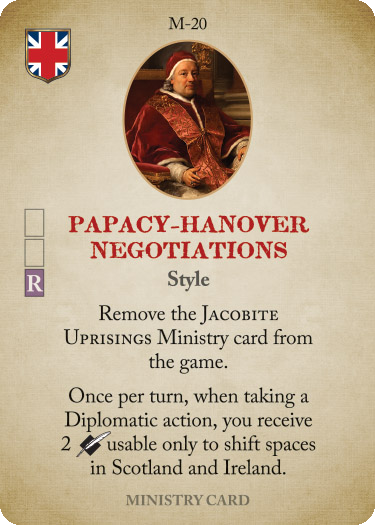 M-20
PAPACY-HANOVER
NEGOTIATIONS
R
Style
Remove the JACOBITE
UPRISINGS Ministry card from
the game.
Once per turn, when taking a
Diplomatic action, you receive
2 usable only to shift spaces
in Scotland and Ireland.
MINISTRY CARD